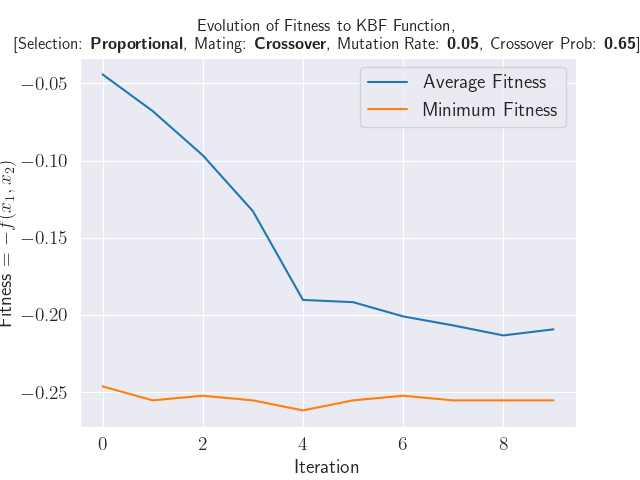 Evolution of Fitness to KBF Function,
[Selection: Proportional, Mating: Crossover, Mutation Rate: 0.05, Crossover Prob: 0.65]
Average Fitness
Minimum Fitness
−0.05
−0.10
−0.15
−0.20
−0.25
Fitness = −f(x₁, x₂)
0 2 4 6 8
Iteration